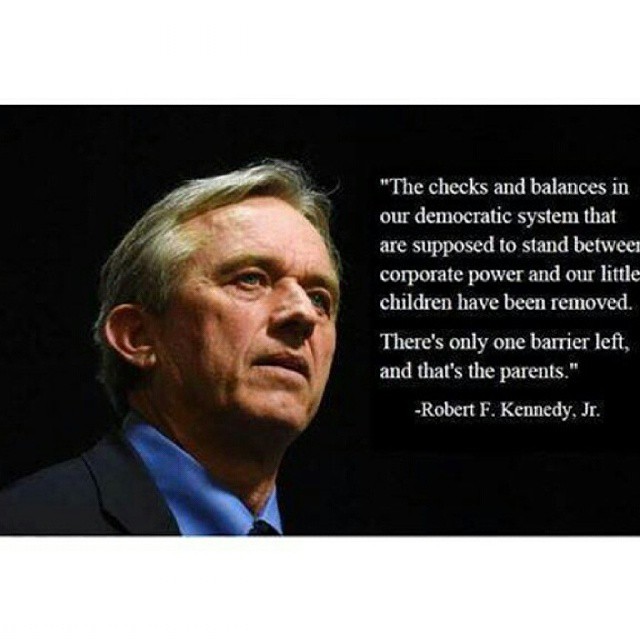 "The checks and balances in
our democratic system that
are supposed to stand between
corporate power and our little
children have been removed.
There's only one barrier left,
and that's the parents."
-Robert F. Kennedy, Jr.